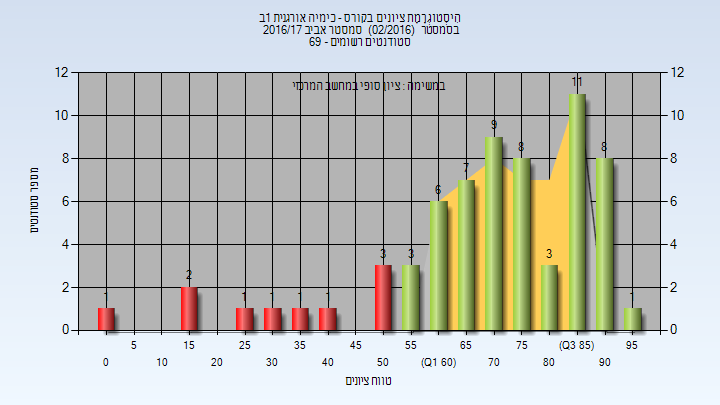 היסטוגרמת ציונים בקורס - כימיה אורגנית 1ב
בסמסטר (02/2016) סמסטר אביב 2016/17
סטודנטים רשומים - 69
במשימה : ציון סופי במחשב המרכזי
מספר סטודנטים
12 12
10 10
8 8
6 6
4 4
2 2
0 0
1 2 1 1 1 1 3 3 6 7 9 8 3 11 8 1
5 15 25 35 45 55 65 75 (Q3 85) 95
0 10 20 30 40 50 (Q1 60) 70 80 90
טווח ציונים